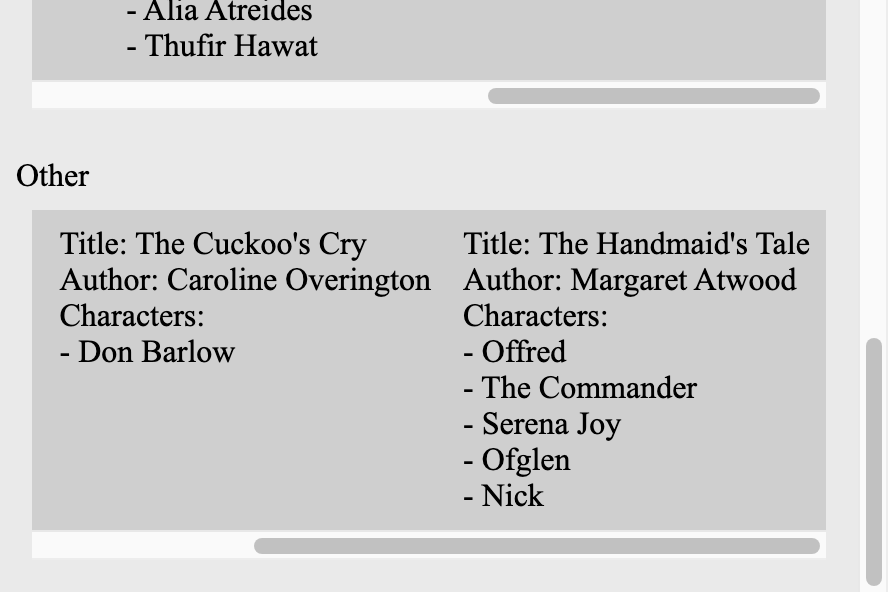 - Alia Atreides
- Thufir Hawat
Other
Title: The Cuckoo's Cry
Author: Caroline Overington
Characters:
- Don Barlow
Title: The Handmaid's Tale
Author: Margaret Atwood
Characters:
- Offred
- The Commander
- Serena Joy
- Ofglen
- Nick